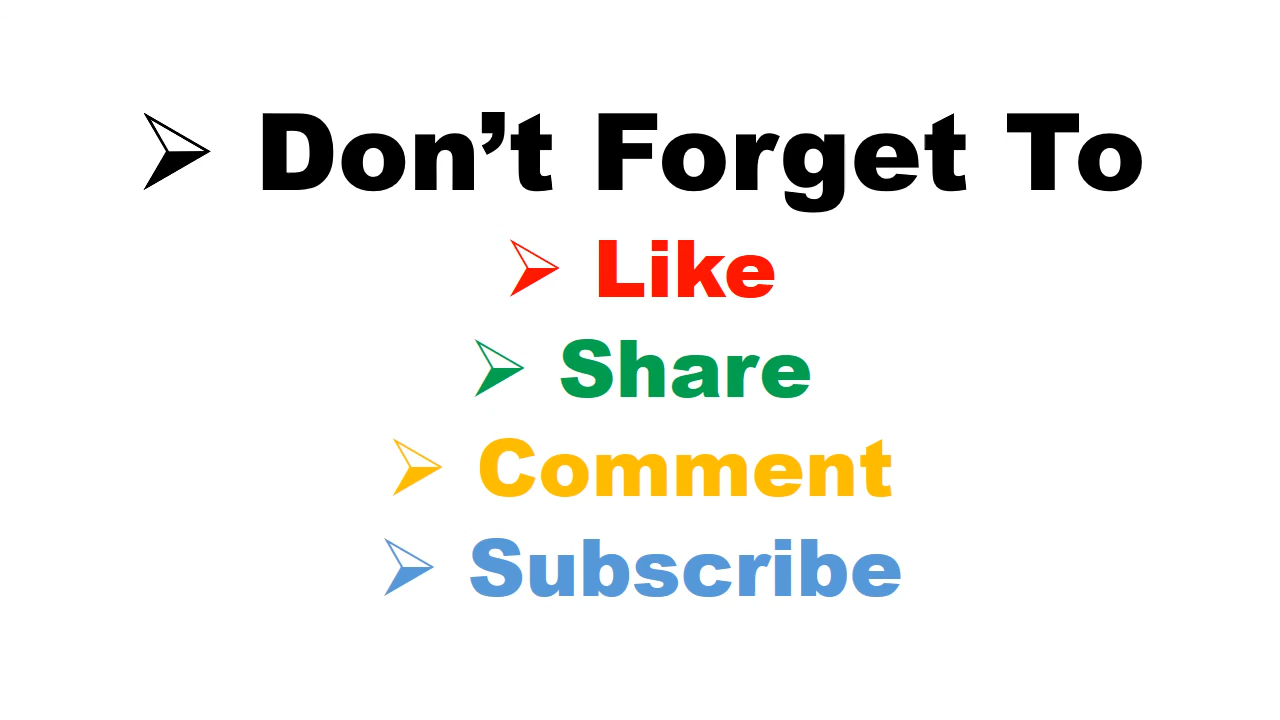 ➢ Don’t Forget To
➢ Like
➢ Share
➢ Comment
➢ Subscribe